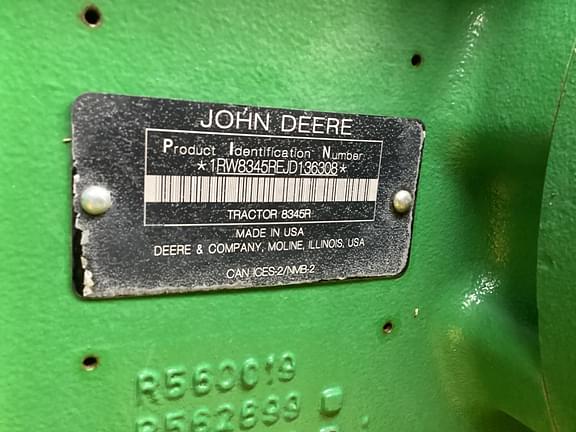 JOHN DEERE
Product Identification Number
*1RW8345REJD136308*
TRACTOR 8345R
MADE IN USA
DEERE & COMPANY, MOLINE, ILLINOIS, USA
CAN ICES-2/NMB-2
R560019
R562899